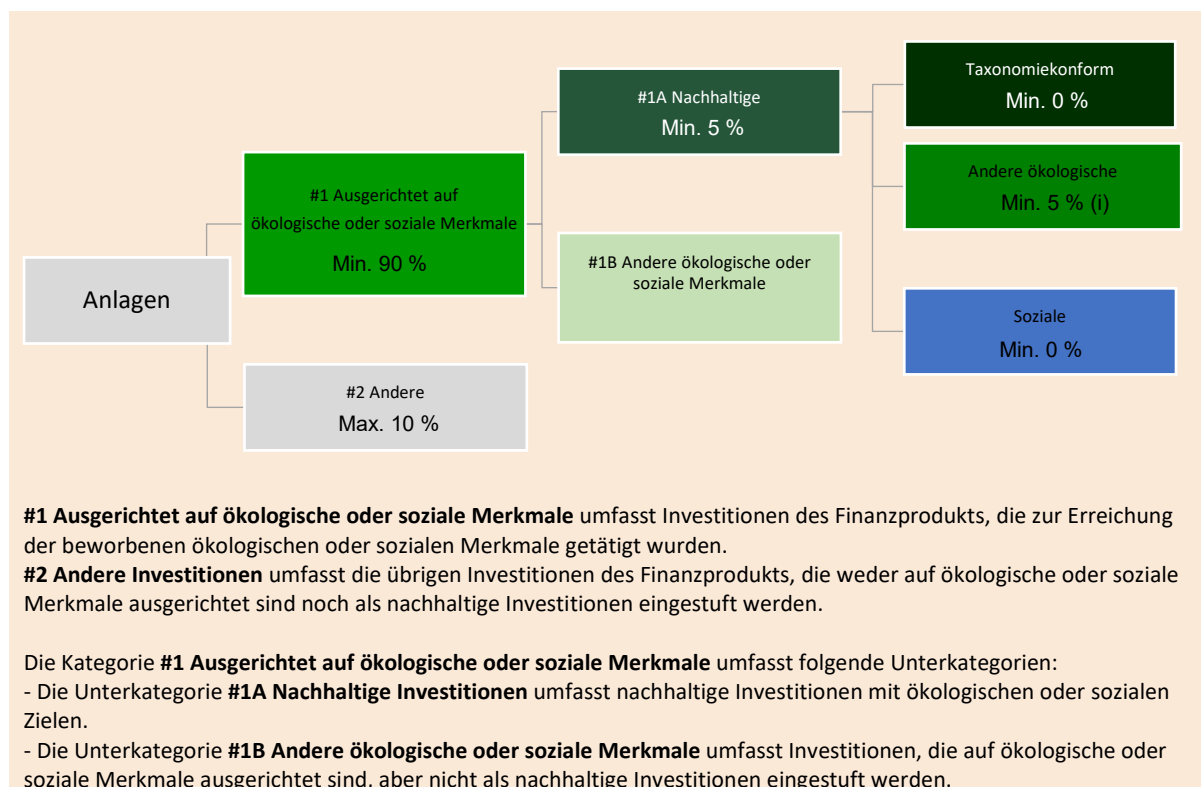 Anlagen
#1 Ausgerichtet auf
ökologische oder soziale Merkmale
Min. 90 %
#2 Andere
Max. 10 %
#1A Nachhaltige
Min. 5 %
#1B Andere ökologische oder
soziale Merkmale
Taxonomiekonform
Min. 0 %
Andere ökologische
Min. 5 % (i)
Soziale
Min. 0 %
#1 Ausgerichtet auf ökologische oder soziale Merkmale umfasst Investitionen des Finanzprodukts, die zur Erreichung
der beworbenen ökologischen oder sozialen Merkmale getätigt wurden.
#2 Andere Investitionen umfasst die übrigen Investitionen des Finanzprodukts, die weder auf ökologische oder soziale
Merkmale ausgerichtet sind noch als nachhaltige Investitionen eingestuft werden.
Die Kategorie #1 Ausgerichtet auf ökologische oder soziale Merkmale umfasst folgende Unterkategorien:
- Die Unterkategorie #1A Nachhaltige Investitionen umfasst nachhaltige Investitionen mit ökologischen oder sozialen
Zielen.
- Die Unterkategorie #1B Andere ökologische oder soziale Merkmale umfasst Investitionen, die auf ökologische oder
soziale Merkmale ausgerichtet sind, aber nicht als nachhaltige Investitionen eingestuft werden.